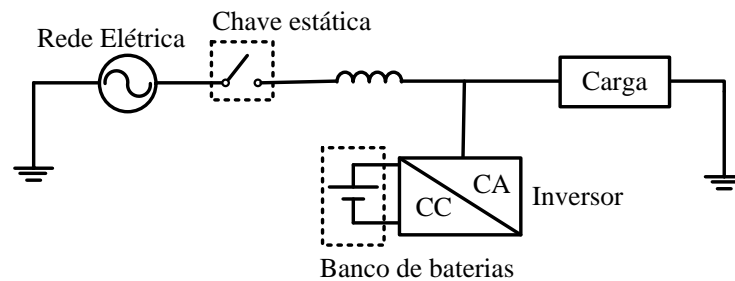 Chave estática
Rede Elétrica
Carga
CA
CC
Inversor
Banco de baterias